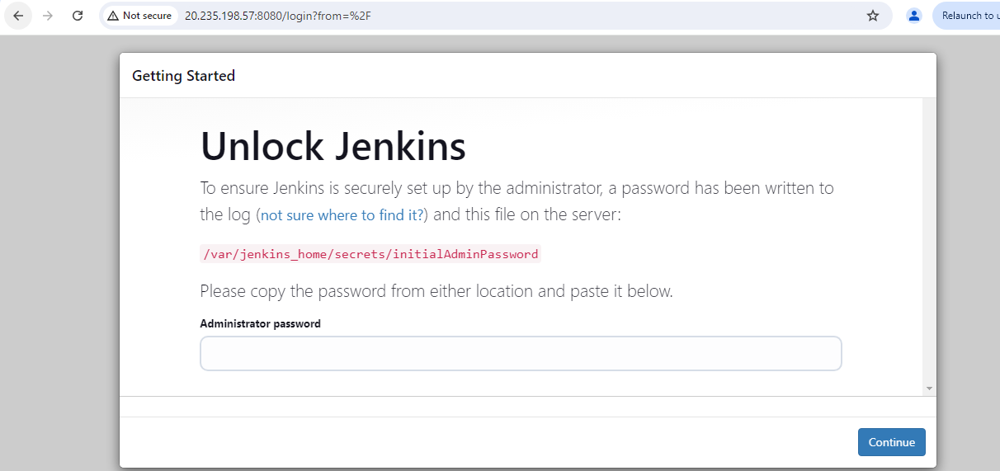 Not secure 20.235.198.57:8080/login?from=%2F
Relaunch to u
Getting Started
Unlock Jenkins
To ensure Jenkins is securely set up by the administrator, a password has been written to
the log (not sure where to find it?) and this file on the server:
/var/jenkins_home/secrets/initialAdminPassword
Please copy the password from either location and paste it below.
Administrator password
Continue